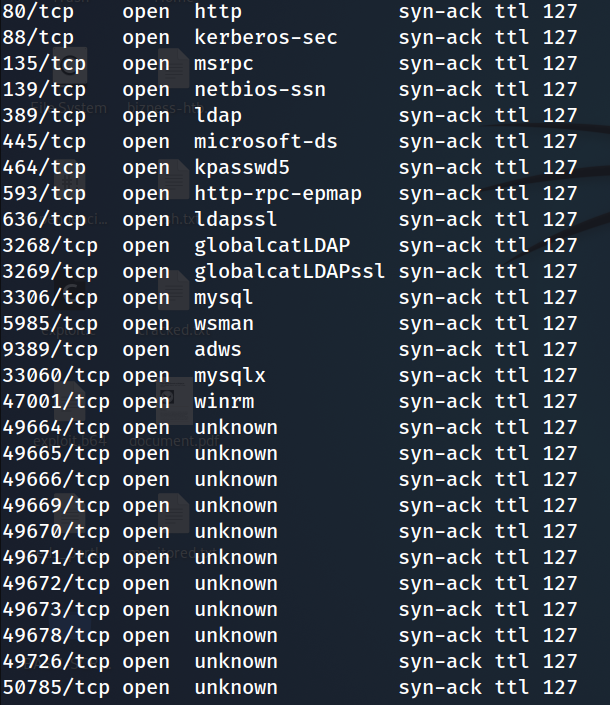 80/tcp open http syn-ack ttl 127
88/tcp open kerberos-sec syn-ack ttl 127
135/tcp open msrpc syn-ack ttl 127
139/tcp open netbios-ssn syn-ack ttl 127
389/tcp open ldap syn-ack ttl 127
445/tcp open microsoft-ds syn-ack ttl 127
464/tcp open kpasswd5 syn-ack ttl 127
593/tcp open http-rpc-epmap syn-ack ttl 127
636/tcp open ldapssl syn-ack ttl 127
3268/tcp open globalcatLDAP syn-ack ttl 127
3269/tcp open globalcatLDAPssl syn-ack ttl 127
3306/tcp open mysql syn-ack ttl 127
5985/tcp open wsman syn-ack ttl 127
9389/tcp open adws syn-ack ttl 127
33060/tcp open mysqlx syn-ack ttl 127
47001/tcp open winrm syn-ack ttl 127
49664/tcp open unknown syn-ack ttl 127
49665/tcp open unknown syn-ack ttl 127
49666/tcp open unknown syn-ack ttl 127
49669/tcp open unknown syn-ack ttl 127
49670/tcp open unknown syn-ack ttl 127
49671/tcp open unknown syn-ack ttl 127
49672/tcp open unknown syn-ack ttl 127
49673/tcp open unknown syn-ack ttl 127
49678/tcp open unknown syn-ack ttl 127
49726/tcp open unknown syn-ack ttl 127
50785/tcp open unknown syn-ack ttl 127